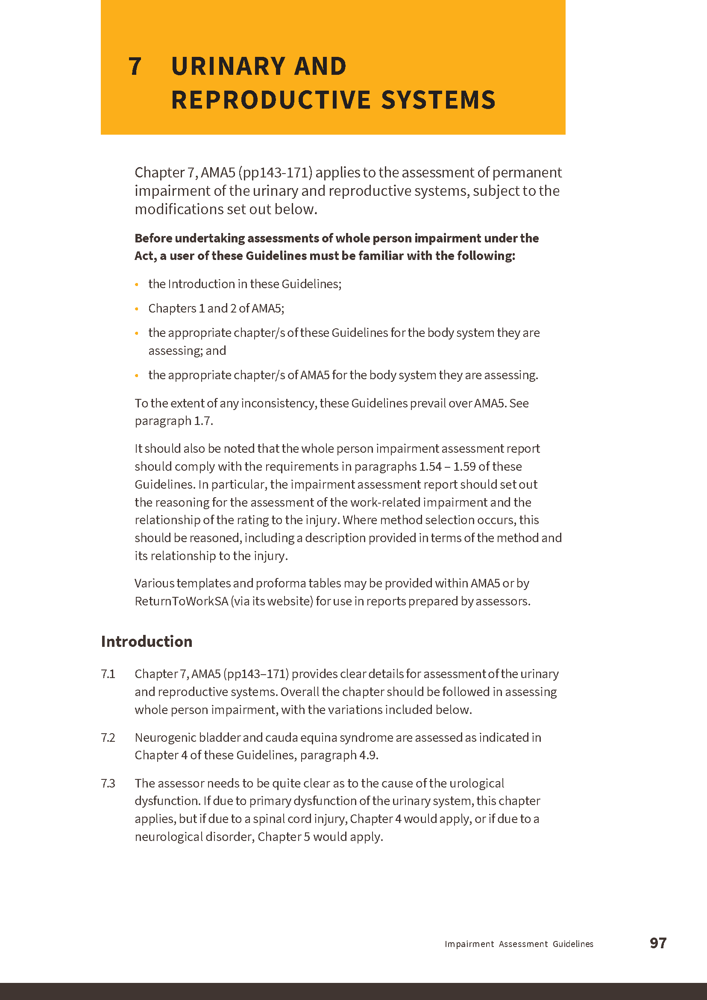 7 URINARY AND
REPRODUCTIVE SYSTEMS
Chapter 7, AMA5 (pp143-171) applies to the assessment of permanent
impairment of the urinary and reproductive systems, subject to the
modifications set out below.
Before undertaking assessments of whole person impairment under the
Act, a user of these Guidelines must be familiar with the following:
• the Introduction in these Guidelines;
• Chapters 1 and 2 of AMA5;
• the appropriate chapter/s of these Guidelines for the body system they are
assessing; and
• the appropriate chapter/s of AMA5 for the body system they are assessing.
To the extent of any inconsistency, these Guidelines prevail over AMA5. See
paragraph 1.7.
It should also be noted that the whole person impairment assessment report
should comply with the requirements in paragraphs 1.54 – 1.59 of these
Guidelines. In particular, the impairment assessment report should set out
the reasoning for the assessment of the work-related impairment and the
relationship of the rating to the injury. Where method selection occurs, this
should be reasoned, including a description provided in terms of the method and
its relationship to the injury.
Various templates and proforma tables may be provided within AMA5 or by
ReturnToWorkSA (via its website) for use in reports prepared by assessors.
Introduction
7.1 Chapter 7, AMA5 (pp143–171) provides clear details for assessment of the urinary
and reproductive systems. Overall the chapter should be followed in assessing
whole person impairment, with the variations included below.
7.2 Neurogenic bladder and cauda equina syndrome are assessed as indicated in
Chapter 4 of these Guidelines, paragraph 4.9.
7.3 The assessor needs to be quite clear as to the cause of the urological
dysfunction. If due to primary dysfunction of the urinary system, this chapter
applies, but if due to a spinal cord injury, Chapter 4 would apply, or if due to a
neurological disorder, Chapter 5 would apply.
Impairment Assessment Guidelines 97